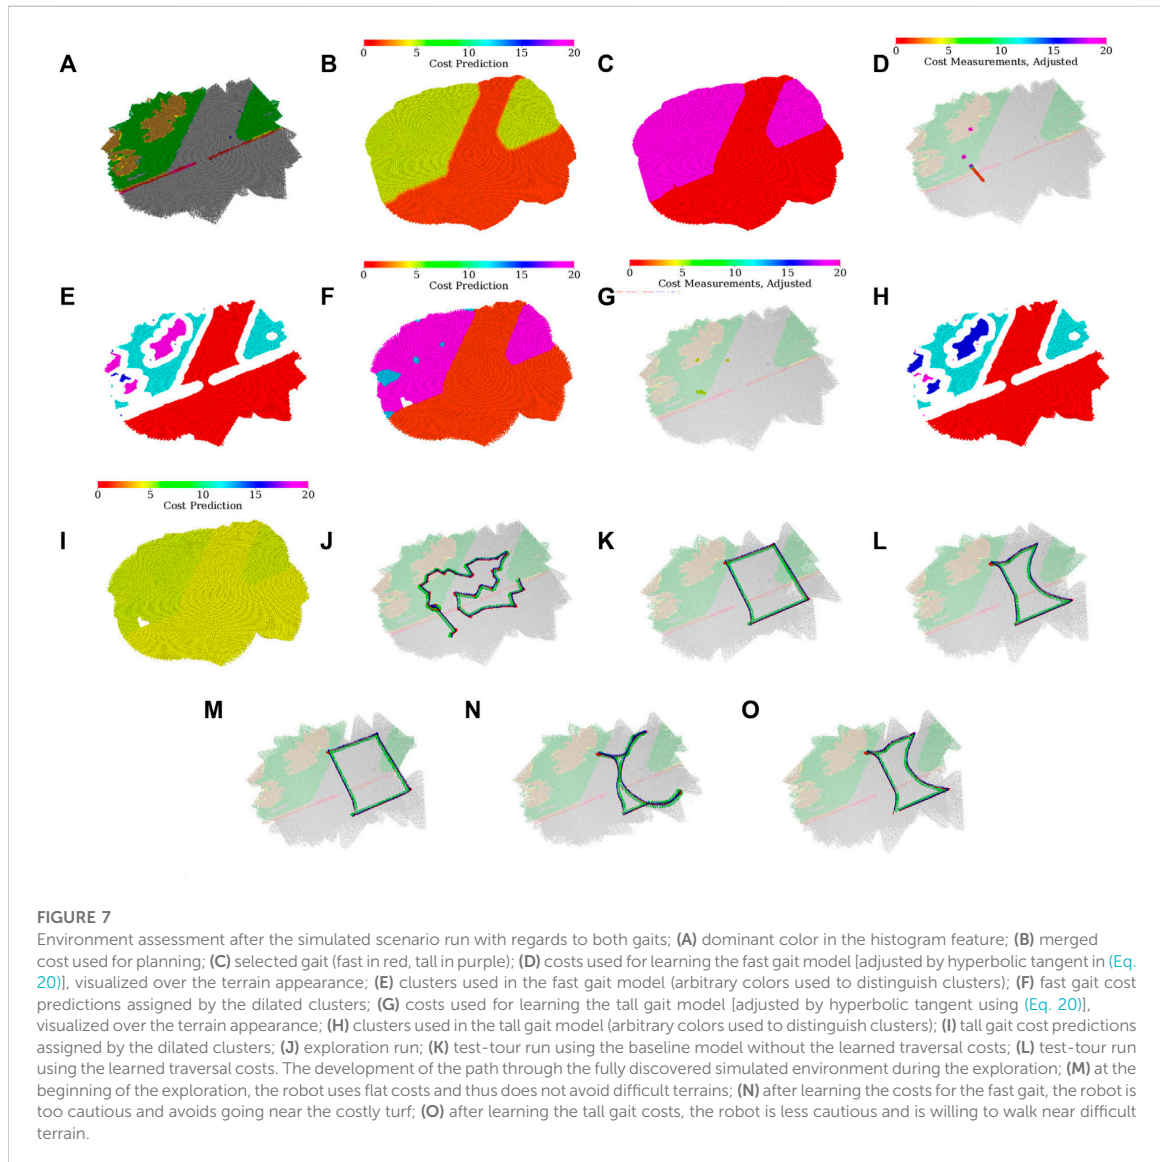 A
0 5 10 15 20
Cost Prediction
B
C
0 5 10 15 20
Cost Measurements, Adjusted
D
E
0 5 10 15 20
Cost Prediction
F
0 5 10 15 20
Cost Measurements, Adjusted
G
H
0 5 10 15 20
Cost Prediction
I
J
K
L
M
N
O
FIGURE 7
Environment assessment after the simulated scenario run with regards to both gaits; (A) dominant color in the histogram feature; (B) merged
cost used for planning; (C) selected gait (fast in red, tall in purple); (D) costs used for learning the fast gait model [adjusted by hyperbolic tangent in (Eq.
20)], visualized over the terrain appearance; (E) clusters used in the fast gait model (arbitrary colors used to distinguish clusters); (F) fast gait cost
predictions assigned by the dilated clusters; (G) costs used for learning the tall gait model [adjusted by hyperbolic tangent using (Eq. 20)],
visualized over the terrain appearance; (H) clusters used in the tall gait model (arbitrary colors used to distinguish clusters); (I) tall gait cost predictions
assigned by the dilated clusters; (J) exploration run; (K) test-tour run using the baseline model without the learned traversal costs; (L) test-tour run
using the learned traversal costs. The development of the path through the fully discovered simulated environment during the exploration; (M) at the
beginning of the exploration, the robot uses flat costs and thus does not avoid difficult terrains; (N) after learning the costs for the fast gait, the robot is
too cautious and avoids going near the costly turf; (O) after learning the tall gait costs, the robot is less cautious and is willing to walk near difficult
terrain.